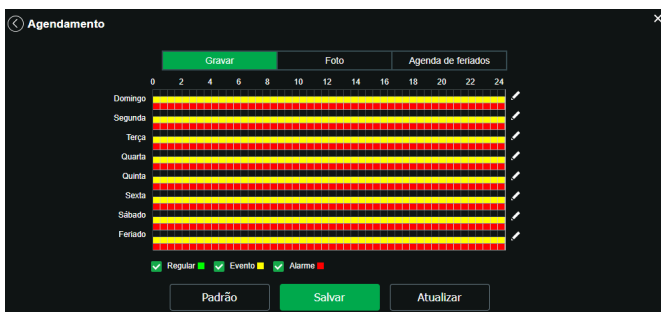 Agendamento
Gravar Foto Agenda de feriados
0 2 4 6 8 10 12 14 16 18 20 22 24
Domingo
Segunda
Terça
Quarta
Quinta
Sexta
Sábado
Feriado
Regular Evento Alarme
Padrão Salvar Atualizar